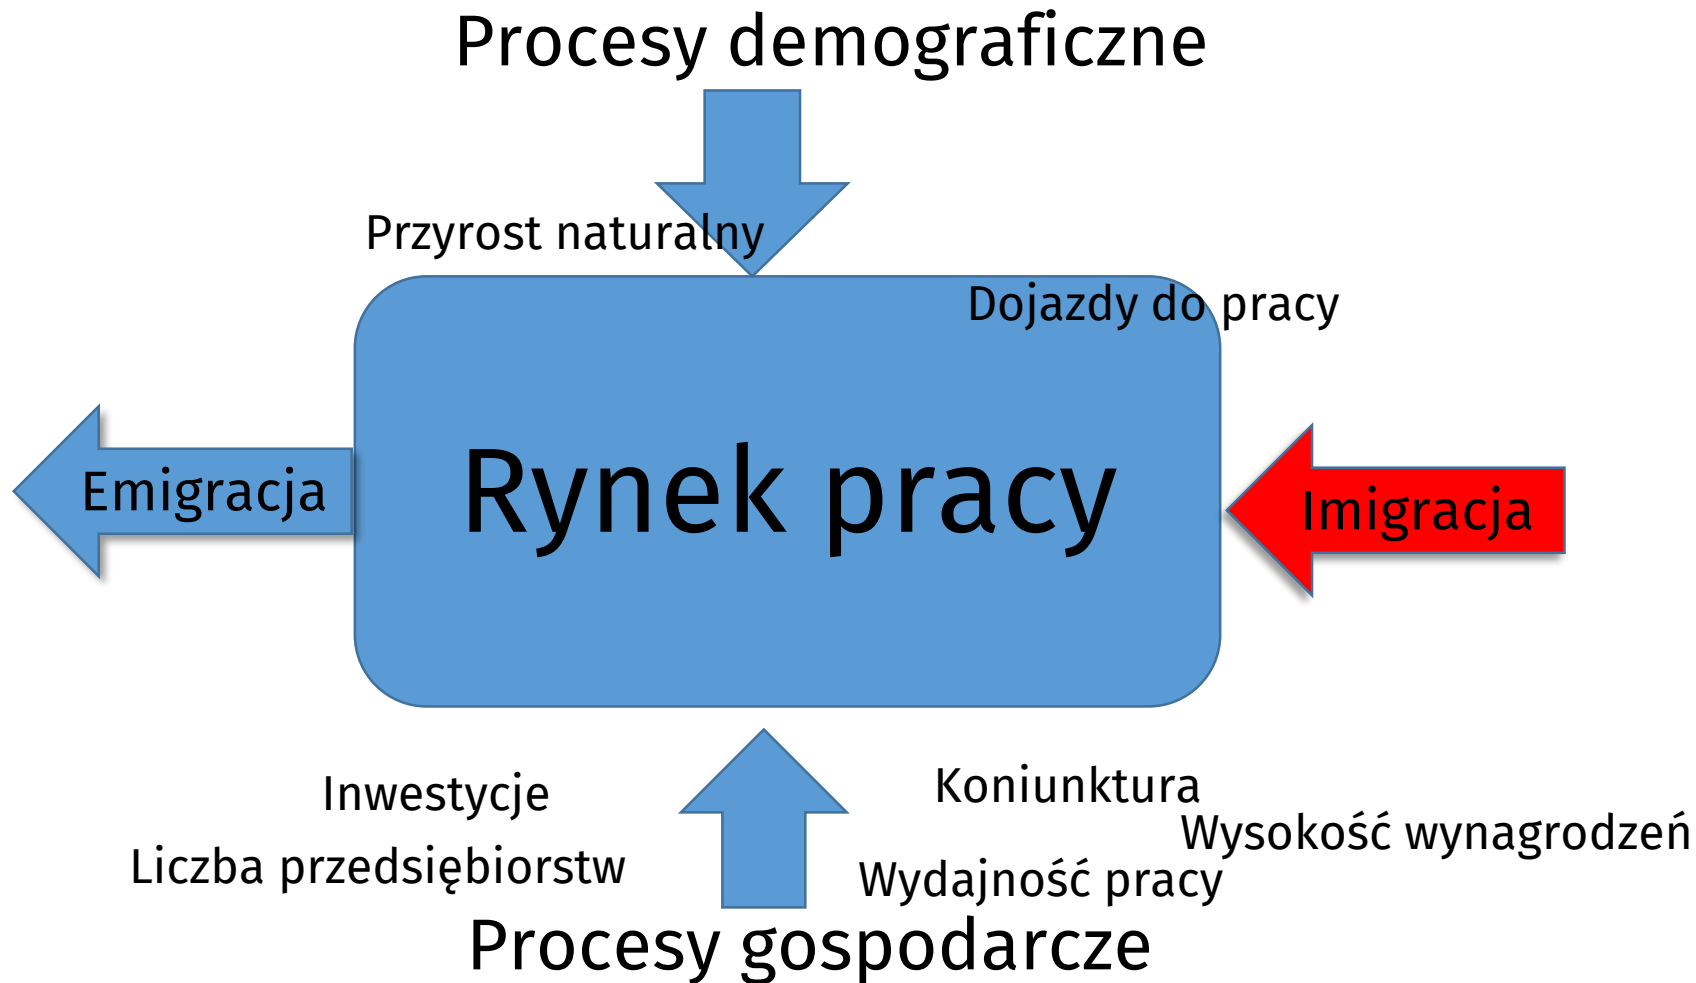 Procesy demograficzne
Przyrost naturalny
Dojazdy do pracy
Emigracja
Rynek pracy
Imigracja
Inwestycje
Koniunktura
Wysokość wynagrodzeń
Liczba przedsiębiorstw
Wydajność pracy
Procesy gospodarcze